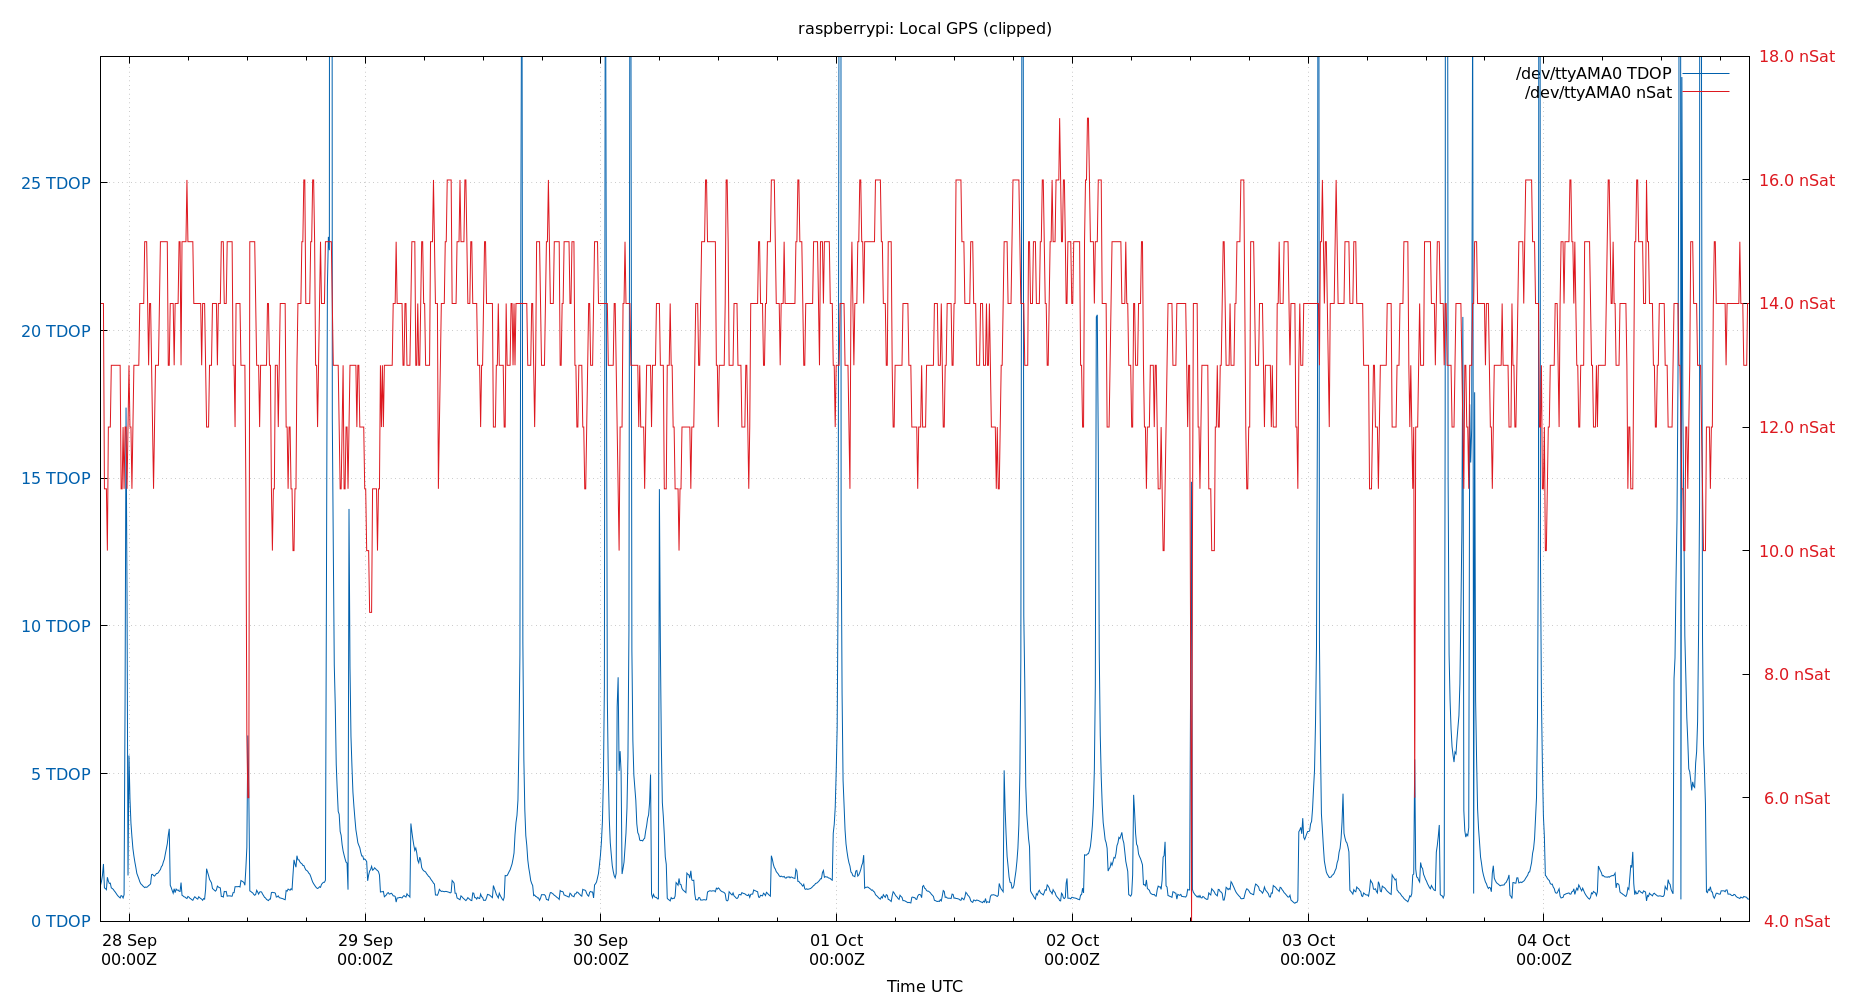 raspberrypi: Local GPS (clipped)
18.0 nSat
/dev/ttyAMA0 TDOP
/dev/ttyAMA0 nSat
25 TDOP
16.0 nSat
20 TDOP
14.0 nSat
15 TDOP
12.0 nSat
10 TDOP
10.0 nSat
5 TDOP
8.0 nSat
0 TDOP
6.0 nSat
4.0 nSat
28 Sep 29 Sep 30 Sep 01 Oct 02 Oct 03 Oct 04 Oct
00:00Z 00:00Z 00:00Z 00:00Z 00:00Z 00:00Z 00:00Z
Time UTC